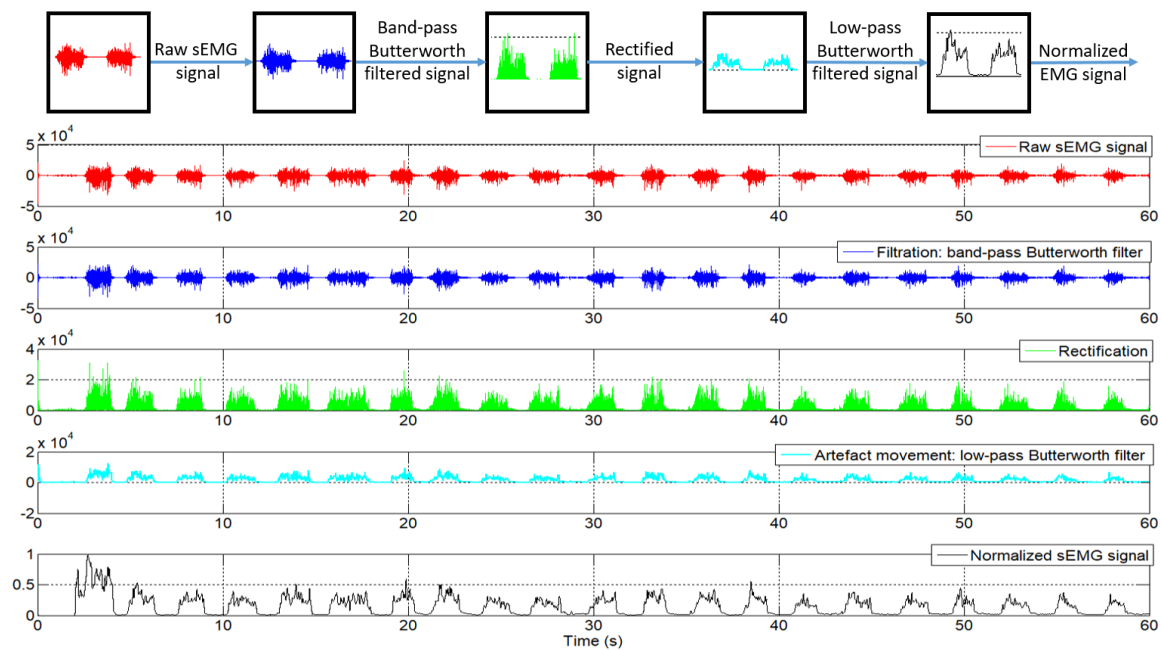 Raw sEMG
signal
Band-pass
Butterworth
filtered signal
Rectified
signal
Low-pass
Butterworth
filtered signal
Normalized
EMG signal
x 10^4
5
0
-5
Raw sEMG signal
0 10 20 30 40 50 60
x 10^4
5
0
-5
Filtration: band-pass Butterworth filter
0 10 20 30 40 50 60
x 10^4
4
2
0
Rectification
0 10 20 30 40 50 60
x 10^4
2
0
-2
Artefact movement: low-pass Butterworth filter
0 10 20 30 40 50 60
1
0.5
0
Normalized sEMG signal
0 10 20 30 40 50 60
Time (s)